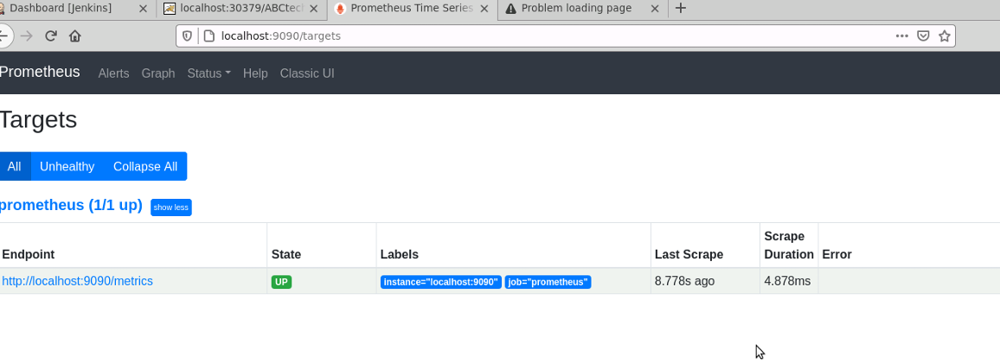 Dashboard [Jenkins] localhost:30379/ABCtec Prometheus Time Series Problem loading page
localhost:9090/targets
Prometheus Alerts Graph Status Help Classic UI
Targets
All Unhealthy Collapse All
prometheus (1/1 up) show less
Endpoint State Labels Last Scrape Scrape Duration Error
http://localhost:9090/metrics UP instance="localhost:9090" job="prometheus" 8.778s ago 4.878ms